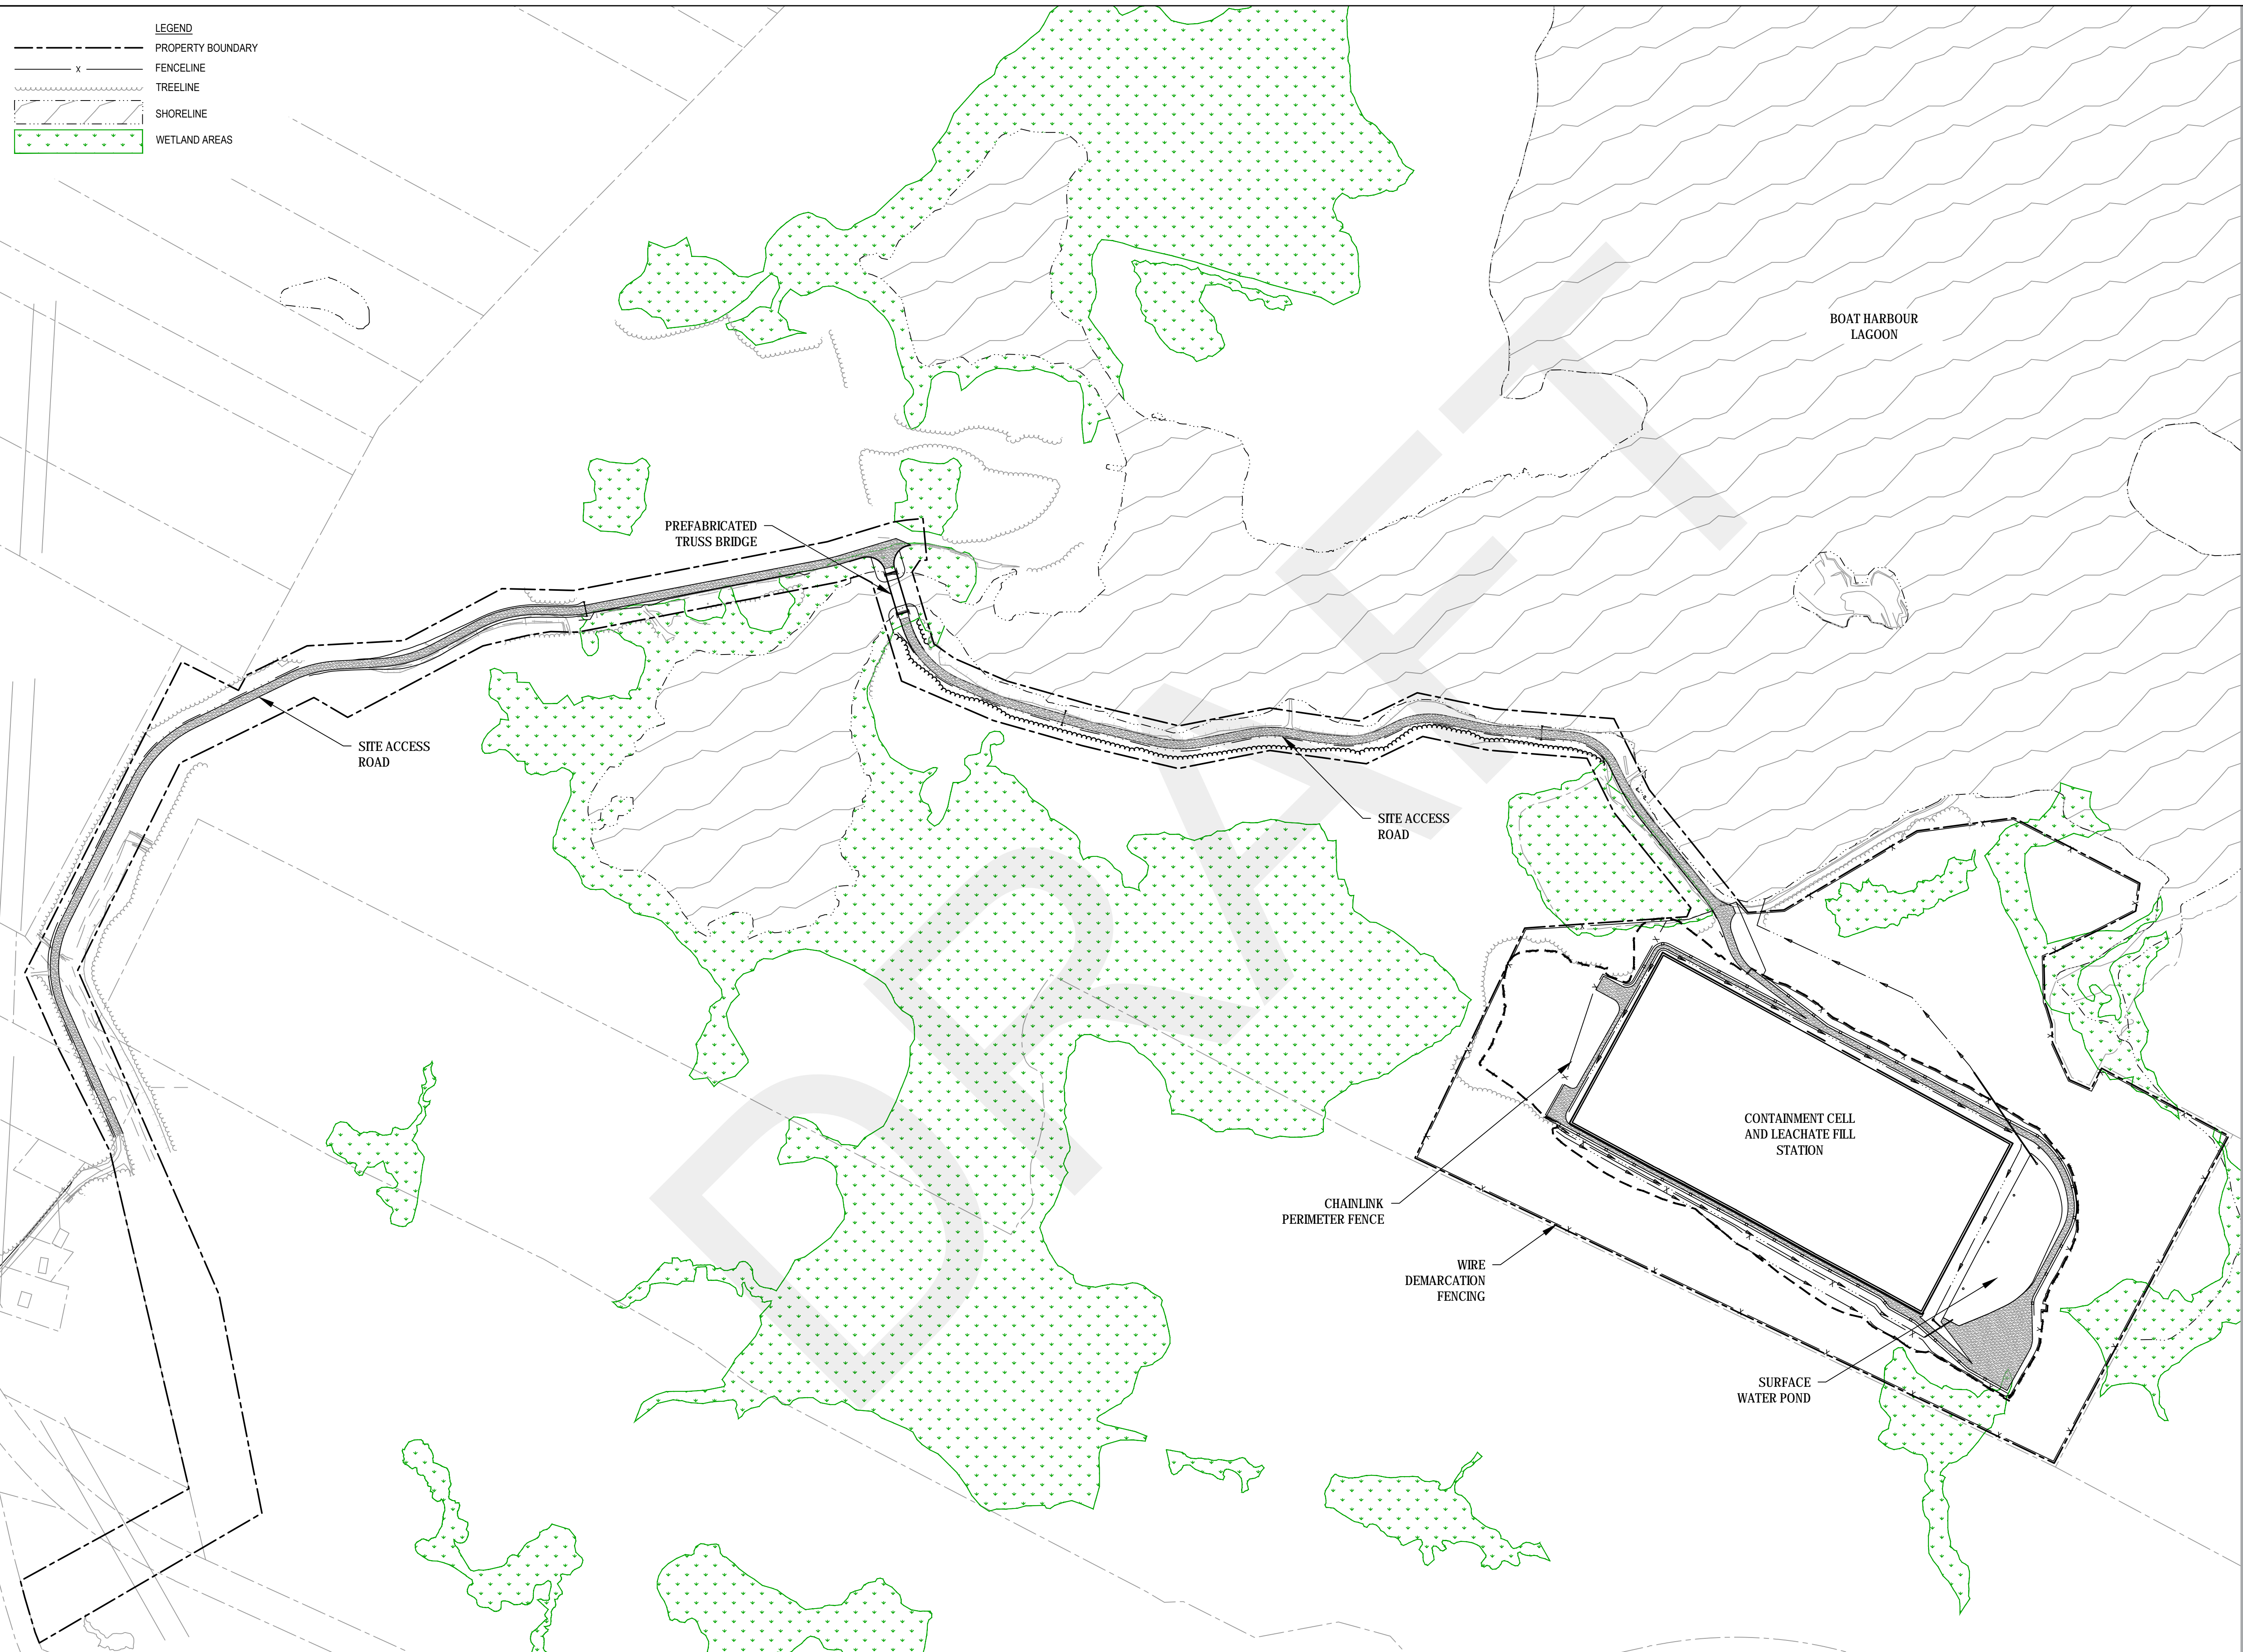 LEGEND
PROPERTY BOUNDARY
X
FENCELINE
TREELINE
SHORELINE
WETLAND AREAS
BOAT HARBOUR
LAGOON
PREFABRICATED
TRUSS BRIDGE
SITE ACCESS
ROAD
SITE ACCESS
ROAD
CONTAINMENT CELL
AND LEACHATE FILL
STATION
CHAINLINK
PERIMETER FENCE
WIRE
DEMARCATION
FENCING
SURFACE
WATER POND
DRAFT